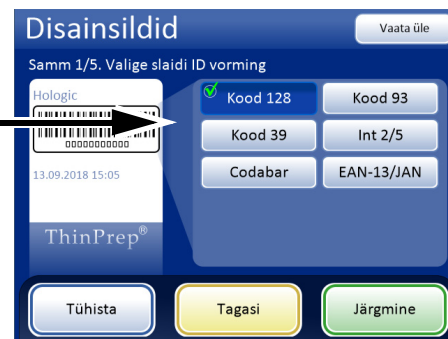 Disainsildid
Vaata üle
Samm 1/5. Valige slaidi ID vorming
Hologic
00000000000
13.09.2018 15:05
ThinPrep®
Kood 128
Kood 93
Kood 39
Int 2/5
Codabar
EAN-13/JAN
Tühista
Tagasi
Järgmine